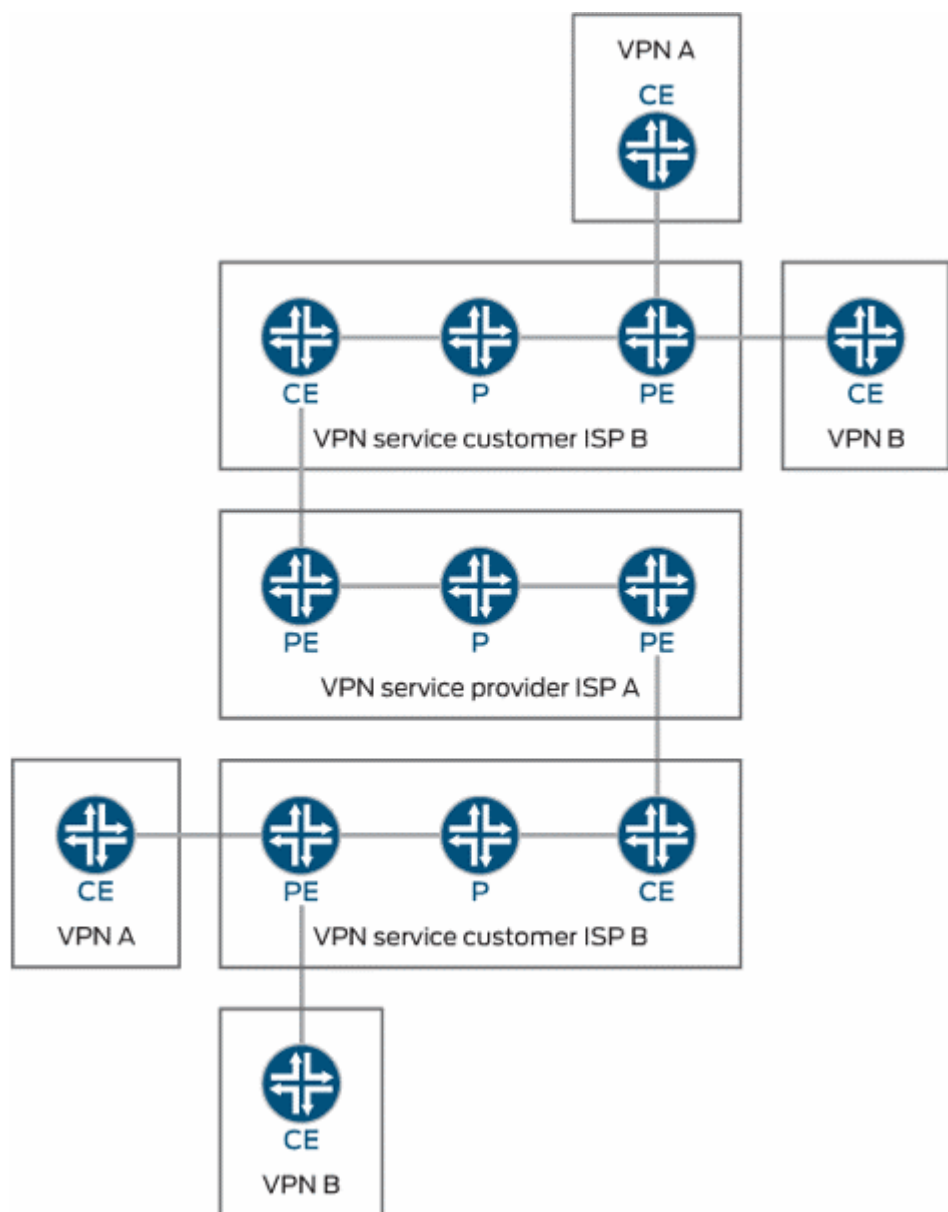 VPN A
CE
CE P PE CE
VPN service customer ISP B VPN B
PE P PE
VPN service provider ISP A
CE PE P CE
VPN A VPN service customer ISP B
CE
VPN B